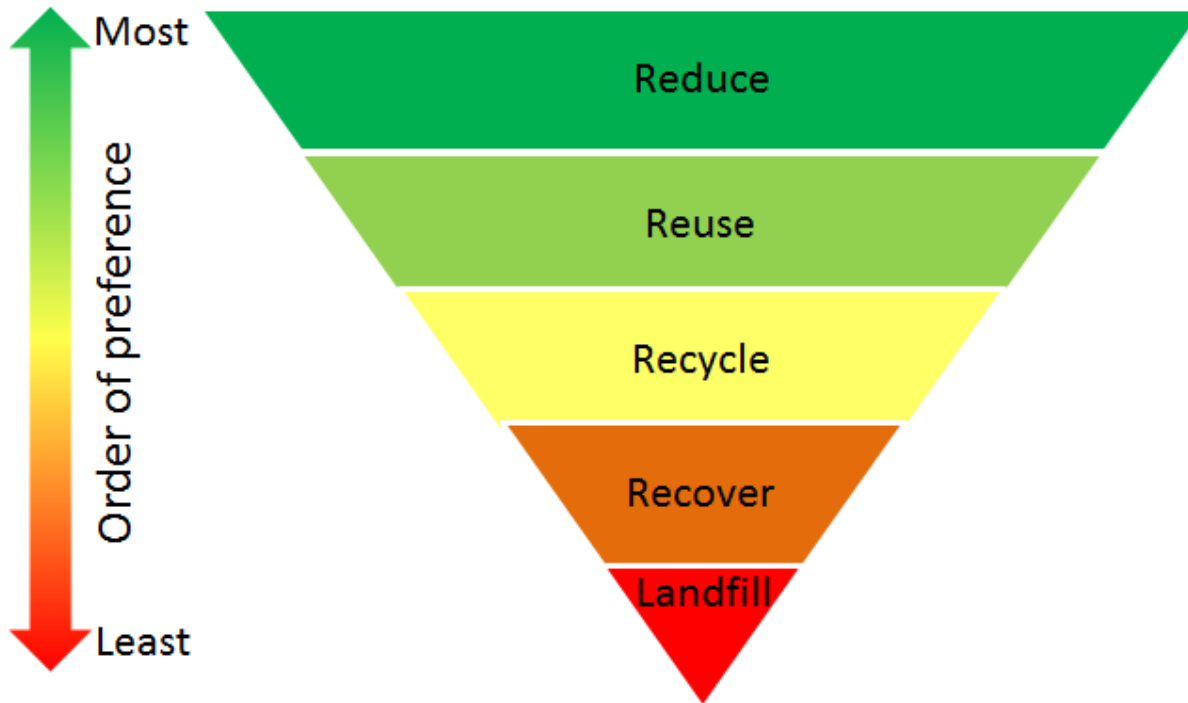 Most
Order of preference
Least
Reduce
Reuse
Recycle
Recover
Landfill